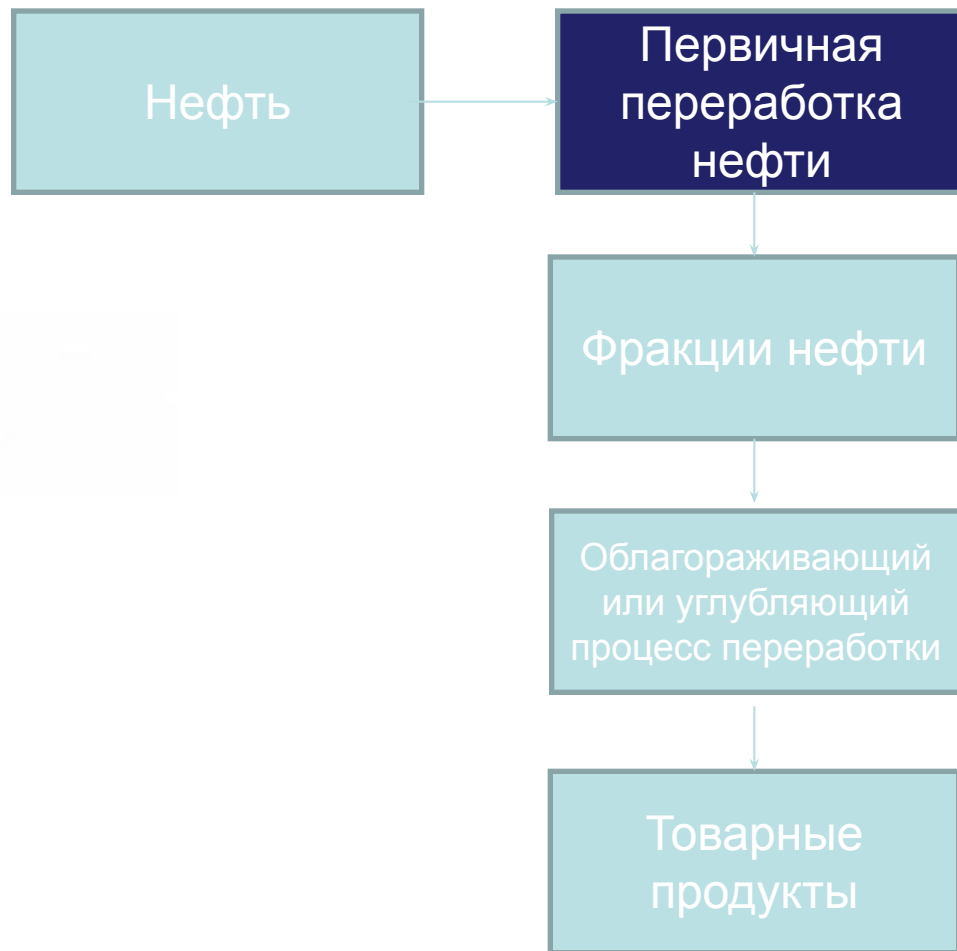 Нефть
Первичная
переработка
нефти
Фракции нефти
Облагораживающий
или углубляющий
процесс переработки
Товарные
продукты